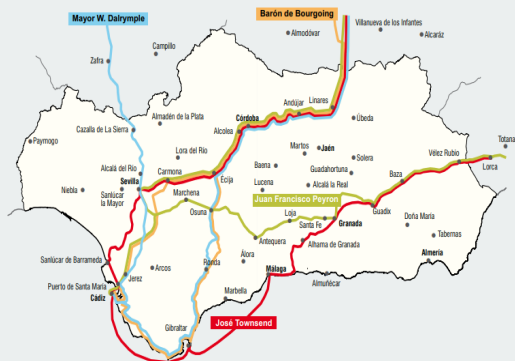 Mayor W. Dalrymple
Barón de Bourgoing
Villanueva de los Infantes
Almodóvar
Alcaráz
Campillo
Zafra
Linares
Andújar
Almadén de la Plata
Córdoba
Úbeda
Cazalla de La Sierra
Alcolea
Totana
Paymogo
Martos
Jaén
Lora del Río
Solera
Vélez Rubio
Lorca
Baena
Guadahortuna
Alcalá del Río
Carmona
Écija
Baza
Sevilla
Lucena
Alcalá la Real
Niebla
Sanlúcar
la Mayor
Marchena
Juan Francisco Peyron
Osuna
Loja
Santa Fe
Granada
Guadix
Doña María
Tabernas
Antequera
Alhama de Granada
Sanlúcar de Barrameda
Arcos
Ronda
Álora
Almería
Málaga
Jerez
Puerto de Santa María
Almuñécar
Cádiz
Marbella
Gibraltar
José Townsend